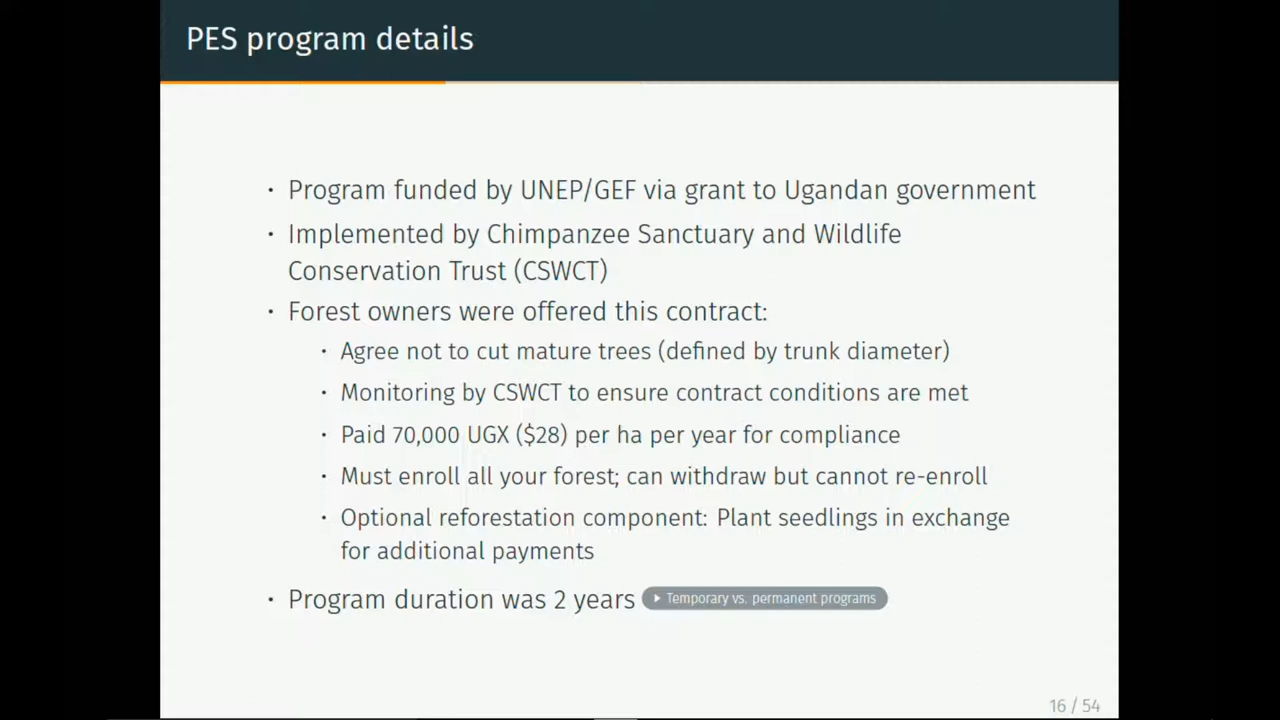 PES program details
• Program funded by UNEP/GEF via grant to Ugandan government
• Implemented by Chimpanzee Sanctuary and Wildlife
Conservation Trust (CSWCT)
• Forest owners were offered this contract:
• Agree not to cut mature trees (defined by trunk diameter)
• Monitoring by CSWCT to ensure contract conditions are met
• Paid 70,000 UGX ($28) per ha per year for compliance
• Must enroll all your forest; can withdraw but cannot re-enroll
• Optional reforestation component: Plant seedlings in exchange
for additional payments
• Program duration was 2 years ▶ Temporary vs. permanent programs
16 / 54